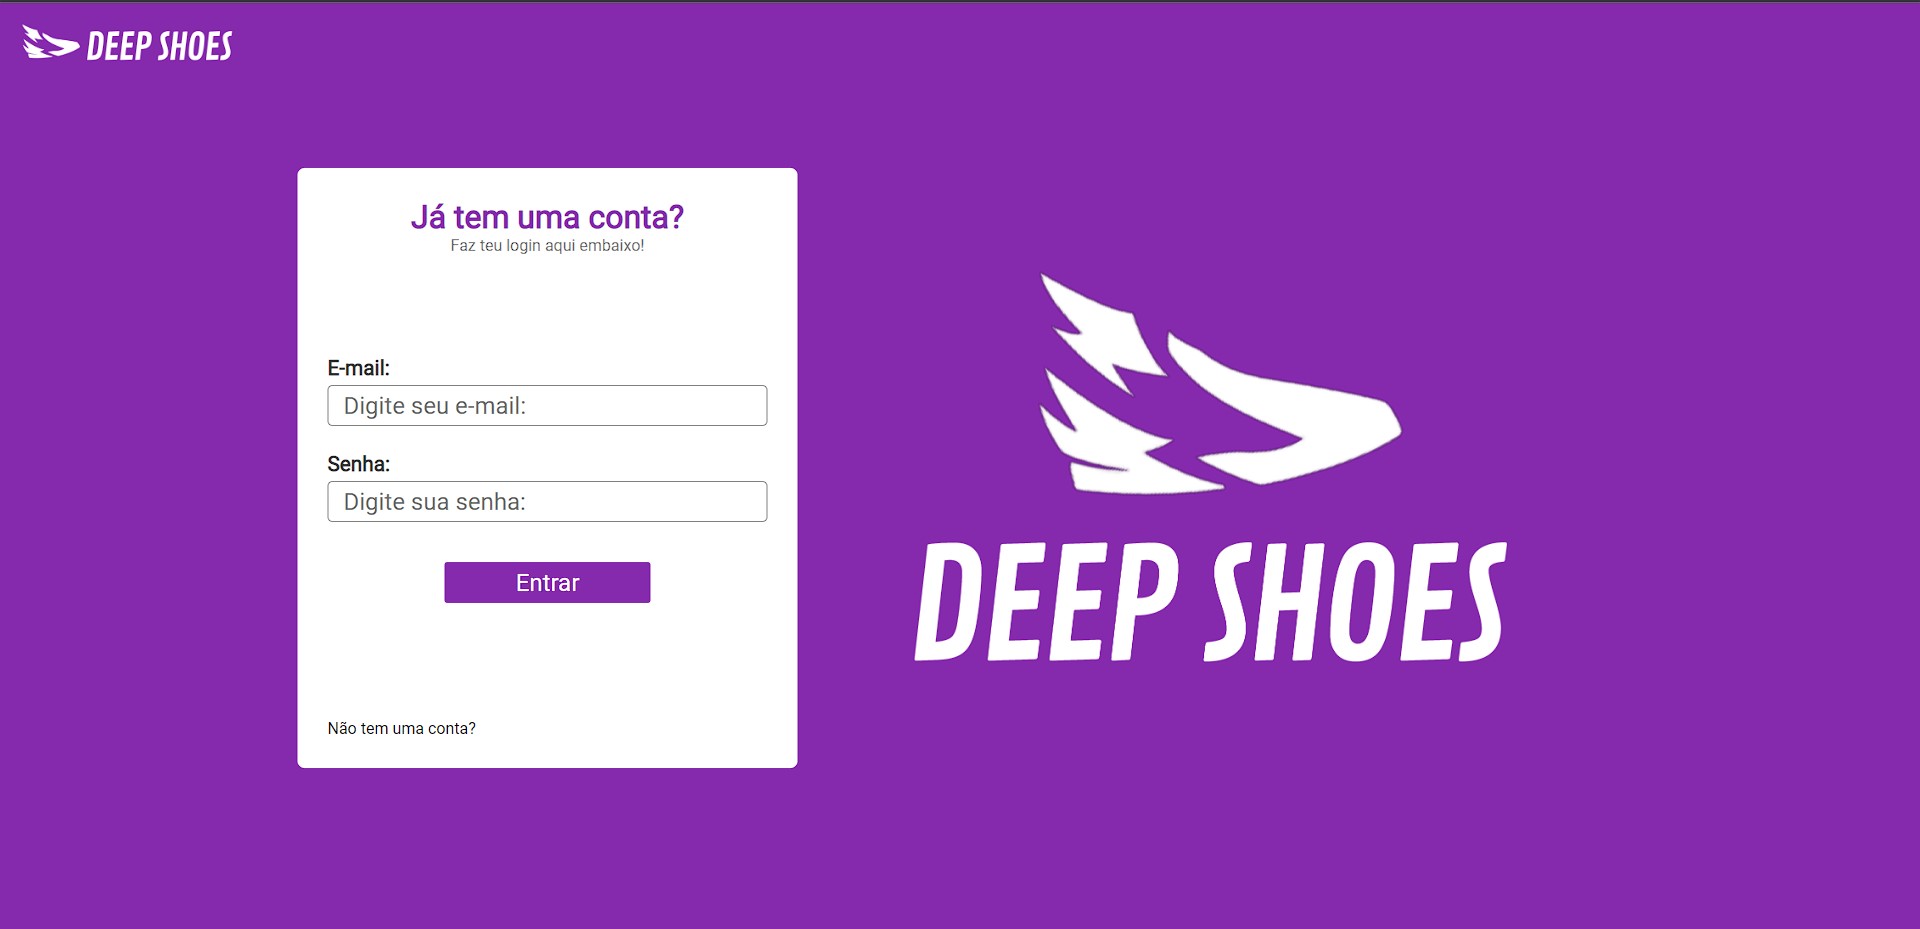 DEEP SHOES
Já tem uma conta?
Faz teu login aqui embaixo!
E-mail:
Digite seu e-mail:
Senha:
Digite sua senha:
Entrar
Não tem uma conta?
DEEP SHOES